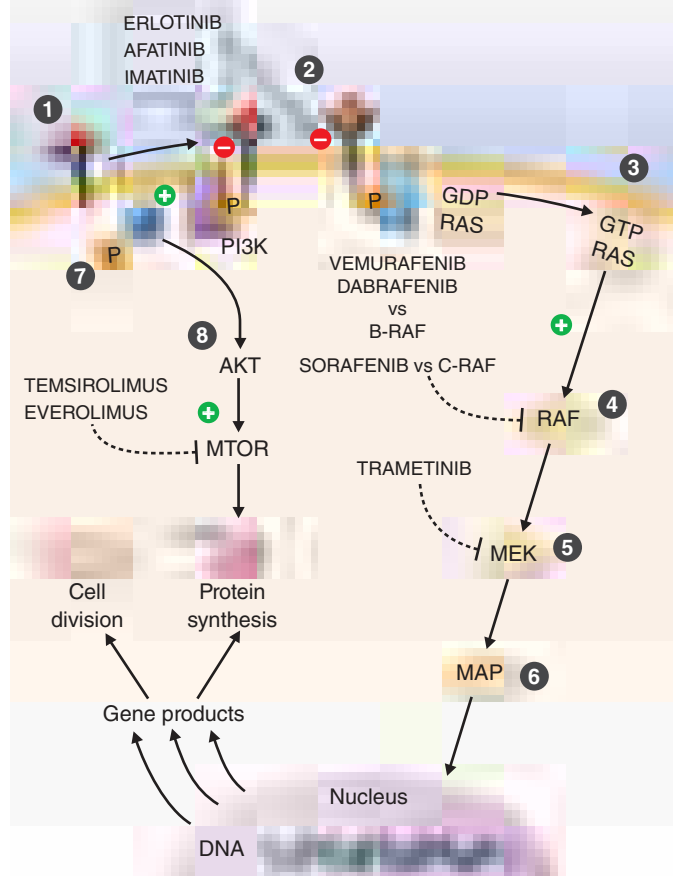 ERLOTINIB
AFATINIB
IMATINIB
1
2
3
P
GDP
RAS
GTP
RAS
P
PI3K
P
7
VEMURAFENIB
DABRAFENIB
vs
B-RAF
8
AKT
SORAFENIB vs C-RAF
TEMSIROLIMUS
EVEROLIMUS
RAF
4
MTOR
TRAMETINIB
MEK
5
Cell
division
Protein
synthesis
MAP
6
Gene products
Nucleus
DNA